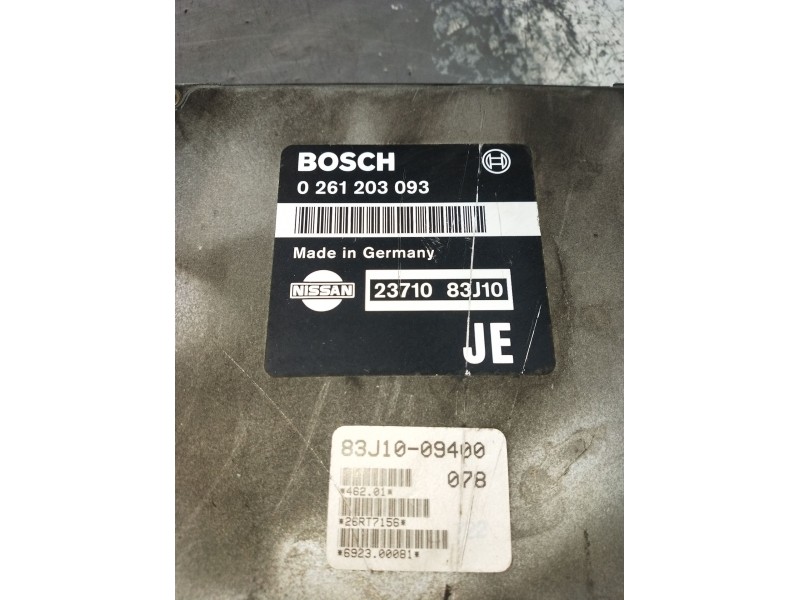 BOSCH
0 261 203 093
Made in Germany
NISSAN 23710 83J10
JE
83J10-09400
078
*462.01*
*26RT7156*
*6923.00081*